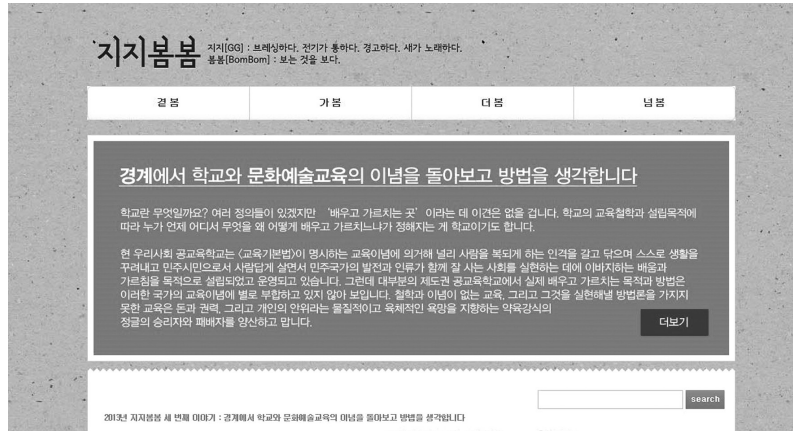 지지봄봄 지지[GG] : 브레싱하다. 전기가 통하다. 경고하다. 새가 노래하다.
봄봄[BomBom] : 보는 것을 보다.
곁봄 가봄 더봄 넘봄
경계에서 학교와 문화예술교육의 이념을 돌아보고 방법을 생각합니다
학교란 무엇일까요? 여러 정의들이 있겠지만 ‘배우고 가르치는 곳’이라는 데 이견은 없을 겁니다. 학교의 교육철학과 설립목적에
따라 누가 언제 어디서 무엇을 왜 어떻게 배우고 가르치느냐가 정해지는 게 학교이기도 합니다.
현 우리사회 공교육학교는 〈교육기본법〉이 명시하는 교육이념에 의거해 널리 사람을 복되게 하는 인격을 갈고 닦으며 스스로 생활을
꾸려내고 민주시민으로서 사람답게 살면서 민주국가의 발전과 인류가 함께 잘 사는 사회를 실현하는 데에 이바지하는 배움과
가르침을 목적으로 설립되었고 운영되고 있습니다. 그런데 대부분의 제도권 공교육학교에서 실제 배우고 가르치는 목적과 방법은
이러한 국가의 교육이념에 별로 부합하고 있지 않아 보입니다. 철학과 이념이 없는 교육, 그리고 그것을 실현해낼 방법론을 가지지
못한 교육은 돈과 권력, 그리고 개인의 안위라는 물질적이고 육체적인 욕망을 지향하는 약육강식의
정글의 승리자와 패배자를 양산하고 맙니다.
더보기
search
2013년 지지봄봄 세 번째 이야기 : 경계에서 학교와 문화예술교육의 이념을 돌아보고 방법을 생각합니다